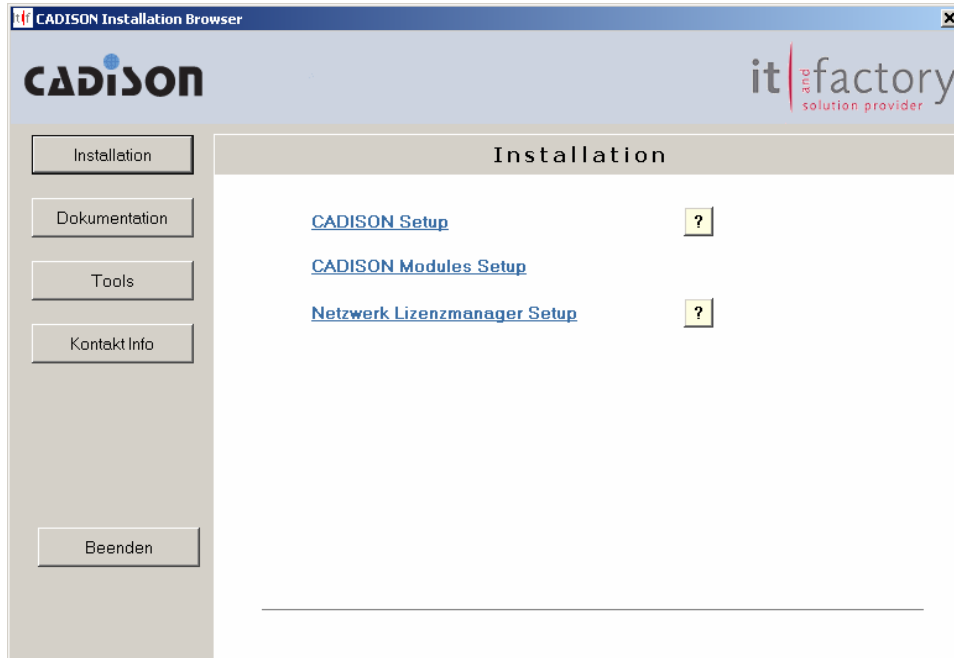 CADISON Installation Browser
CADISON
it and factory
solution provider
Installation
Installation
Dokumentation
Tools
Kontakt Info
Beenden
CADISON Setup
?
CADISON Modules Setup
Netzwerk Lizenzmanager Setup
?